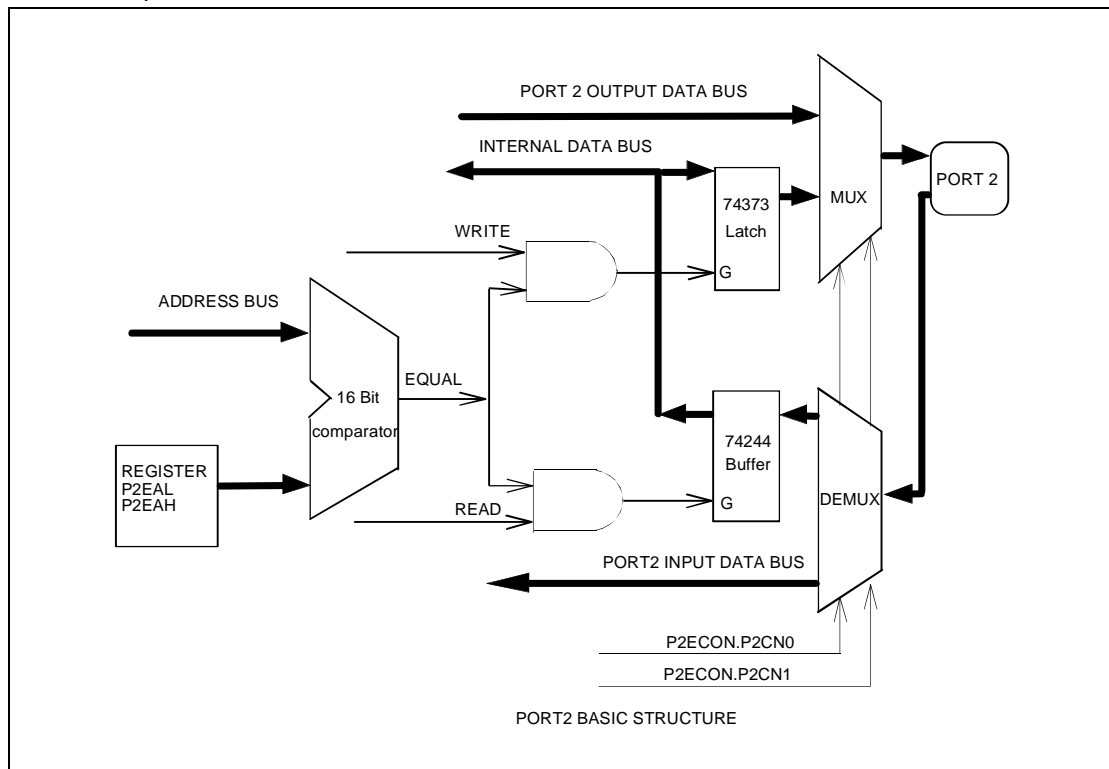 PORT 2 OUTPUT DATA BUS
INTERNAL DATA BUS
PORT 2
MUX
74373
Latch
G
WRITE
ADDRESS BUS
EQUAL
16 Bit
comparator
REGISTER
P2EAL
P2EAH
74244
Buffer
G
DEMUX
READ
PORT2 INPUT DATA BUS
P2ECON.P2CN0
P2ECON.P2CN1
PORT2 BASIC STRUCTURE